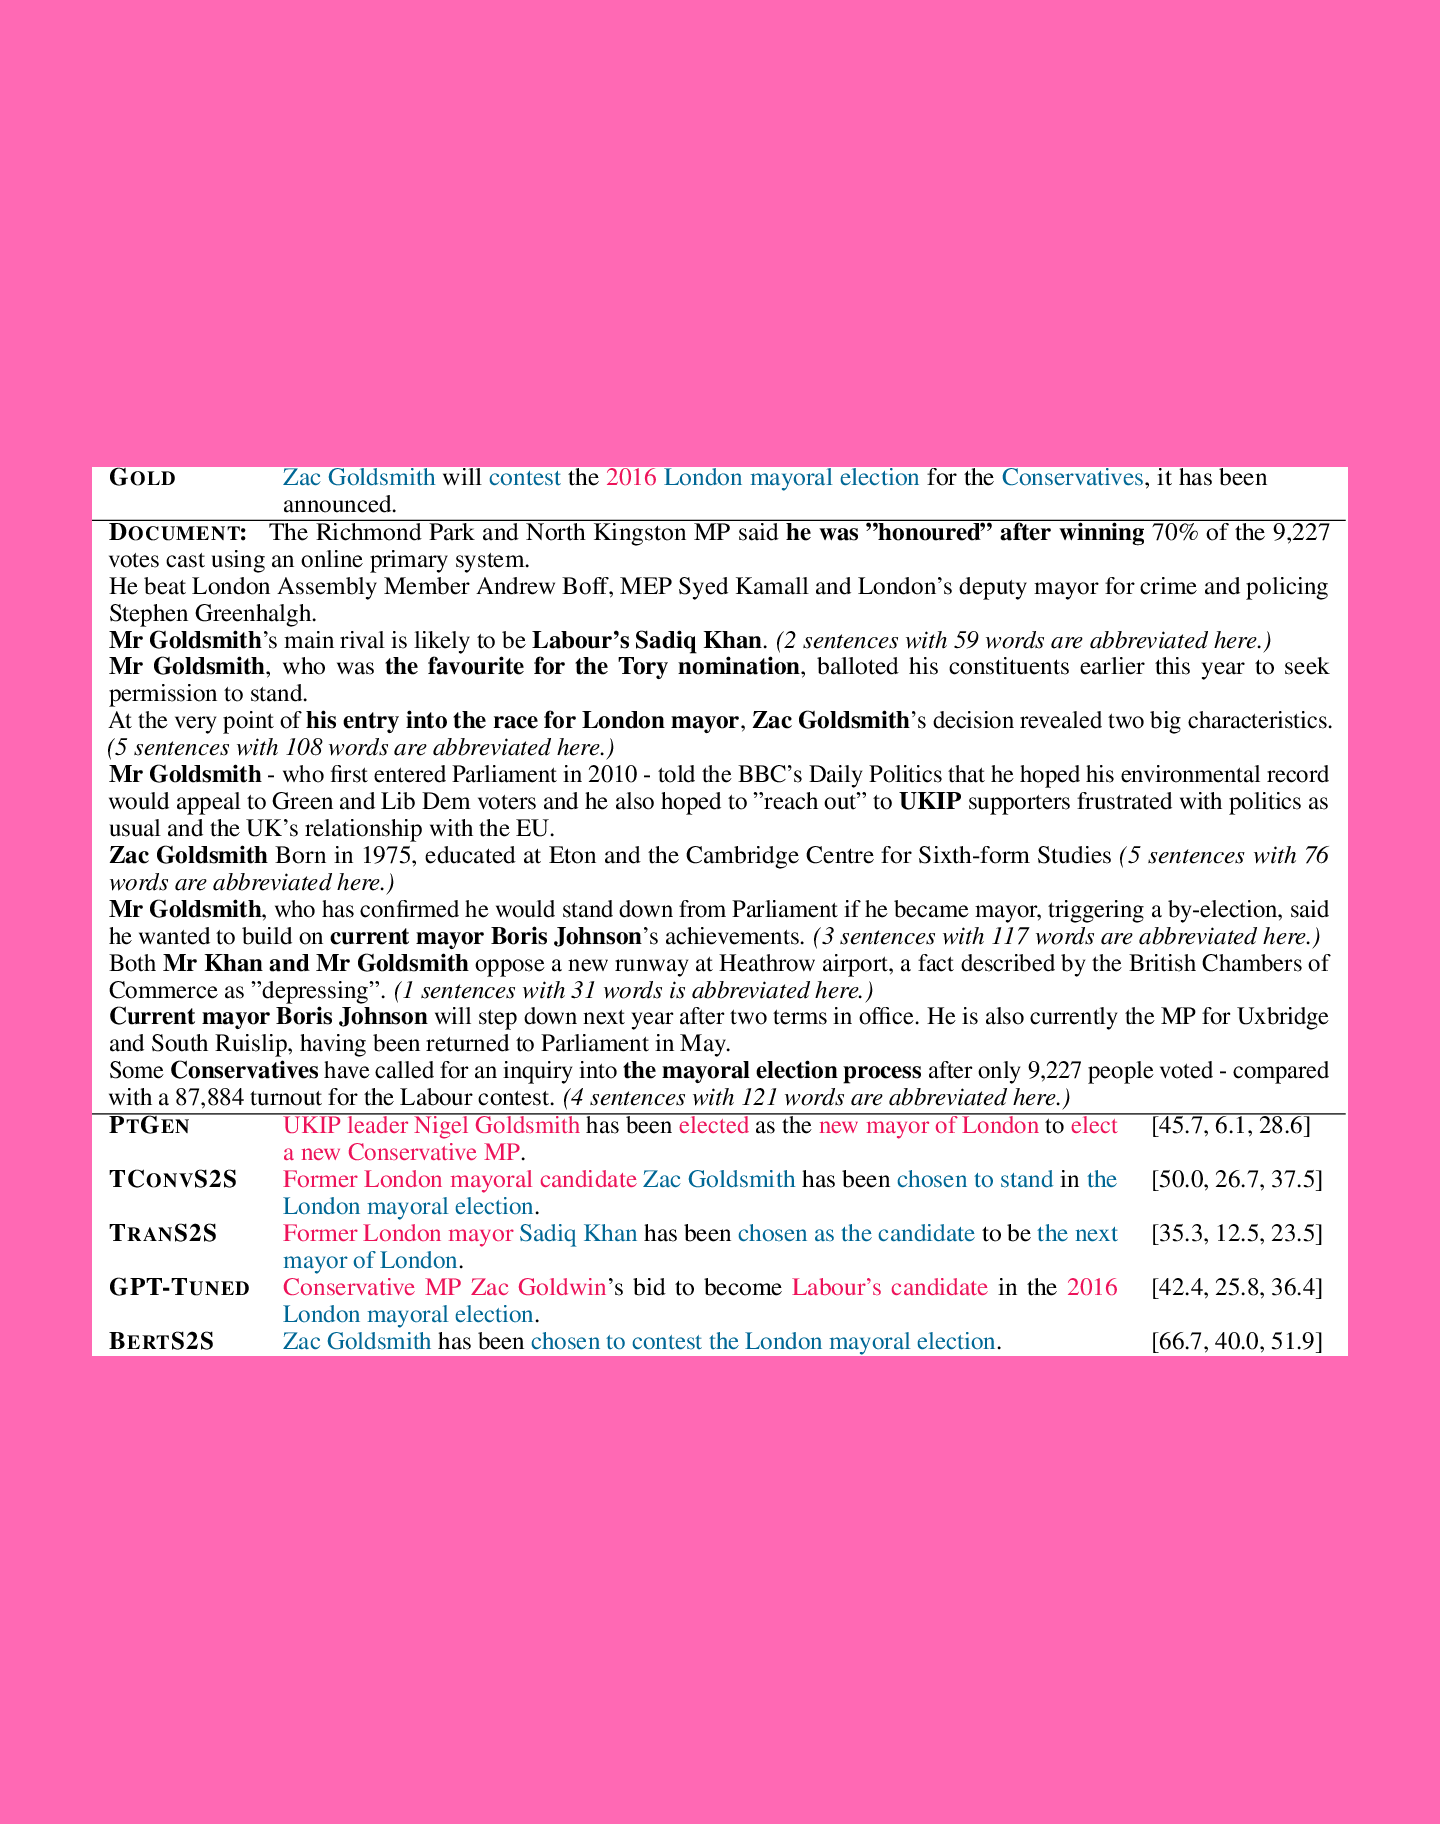 GOLD Zac Goldsmith will contest the 2016 London mayoral election for the Conservatives, it has been
announced.
DOCUMENT: The Richmond Park and North Kingston MP said he was ”honoured” after winning 70% of the 9,227
votes cast using an online primary system.
He beat London Assembly Member Andrew Boff, MEP Syed Kamall and London’s deputy mayor for crime and policing
Stephen Greenhalgh.
Mr Goldsmith’s main rival is likely to be Labour’s Sadiq Khan. (2 sentences with 59 words are abbreviated here.)
Mr Goldsmith, who was the favourite for the Tory nomination, balloted his constituents earlier this year to seek
permission to stand.
At the very point of his entry into the race for London mayor, Zac Goldsmith’s decision revealed two big characteristics.
(5 sentences with 108 words are abbreviated here.)
Mr Goldsmith - who first entered Parliament in 2010 - told the BBC’s Daily Politics that he hoped his environmental record
would appeal to Green and Lib Dem voters and he also hoped to ”reach out” to UKIP supporters frustrated with politics as
usual and the UK’s relationship with the EU.
Zac Goldsmith Born in 1975, educated at Eton and the Cambridge Centre for Sixth-form Studies (5 sentences with 76
words are abbreviated here.)
Mr Goldsmith, who has confirmed he would stand down from Parliament if he became mayor, triggering a by-election, said
he wanted to build on current mayor Boris Johnson’s achievements. (3 sentences with 117 words are abbreviated here.)
Both Mr Khan and Mr Goldsmith oppose a new runway at Heathrow airport, a fact described by the British Chambers of
Commerce as ”depressing”. (1 sentences with 31 words is abbreviated here.)
Current mayor Boris Johnson will step down next year after two terms in office. He is also currently the MP for Uxbridge
and South Ruislip, having been returned to Parliament in May.
Some Conservatives have called for an inquiry into the mayoral election process after only 9,227 people voted - compared
with a 87,884 turnout for the Labour contest. (4 sentences with 121 words are abbreviated here.)
PTGEN UKIP leader Nigel Goldsmith has been elected as the new mayor of London to elect [45.7, 6.1, 28.6]
a new Conservative MP.
TCONVS2S Former London mayoral candidate Zac Goldsmith has been chosen to stand in the [50.0, 26.7, 37.5]
London mayoral election.
TRANS2S Former London mayor Sadiq Khan has been chosen as the candidate to be the next [35.3, 12.5, 23.5]
mayor of London.
GPT-TUNED Conservative MP Zac Goldwin’s bid to become Labour’s candidate in the 2016 [42.4, 25.8, 36.4]
London mayoral election.
BERTS2S Zac Goldsmith has been chosen to contest the London mayoral election. [66.7, 40.0, 51.9]